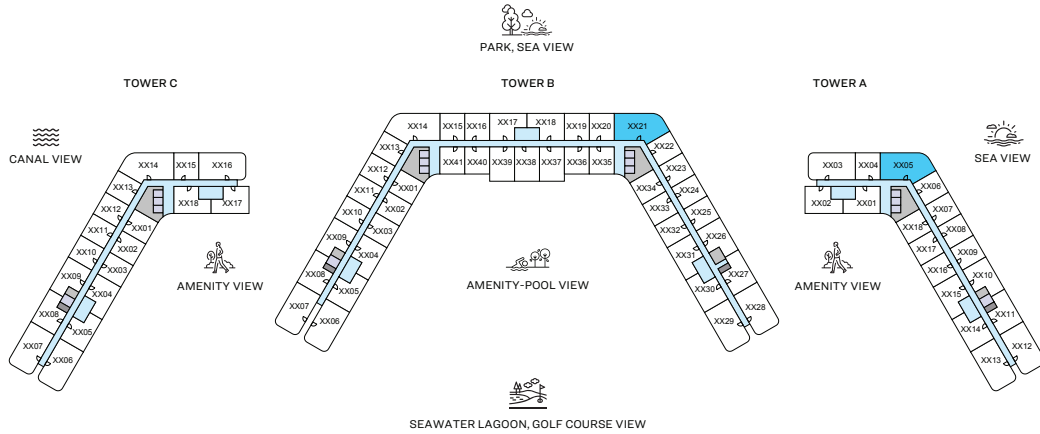 PARK, SEA VIEW
TOWER C
TOWER B
TOWER A
CANAL VIEW
SEA VIEW
XX14 XX15 XX16
XX13
XX12
XX11
XX10
XX09
XX08
XX07
XX18 XX17
XX01
XX02
XX03
XX04
XX05
XX06
AMENITY VIEW
XX14 XX15 XX16 XX17 XX18 XX19 XX20 XX21
XX13
XX12
XX11
XX10
XX09
XX08
XX07
XX41 XX40 XX39 XX38 XX37 XX36 XX35
XX01
XX02
XX03
XX04
XX05
XX06
XX22
XX23
XX24
XX25
XX26
XX27
XX28
XX34
XX33
XX32
XX31
XX30
XX29
AMENITY-POOL VIEW
XX03 XX04 XX05
XX02 XX01
XX06
XX07
XX08
XX09
XX10
XX11
XX12
XX18
XX17
XX16
XX15
XX14
XX13
AMENITY VIEW
SEAWATER LAGOON, GOLF COURSE VIEW